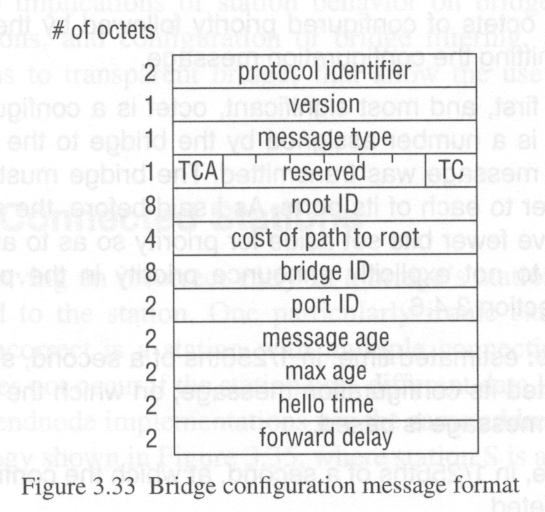 # of octets
2 protocol identifier
1 version
1 message type
1 TCA reserved TC
8 root ID
4 cost of path to root
8 bridge ID
2 port ID
2 message age
2 max age
2 hello time
2 forward delay
Figure 3.33 Bridge configuration message format